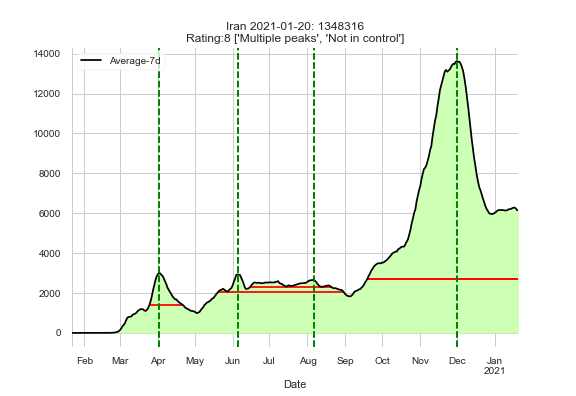 Iran 2021-01-20: 1348316
Rating:8 ['Multiple peaks', 'Not in control']
Average-7d
14000
12000
10000
8000
6000
4000
2000
0
Feb Mar Apr May Jun Jul Aug Sep Oct Nov Dec Jan
2021
Date